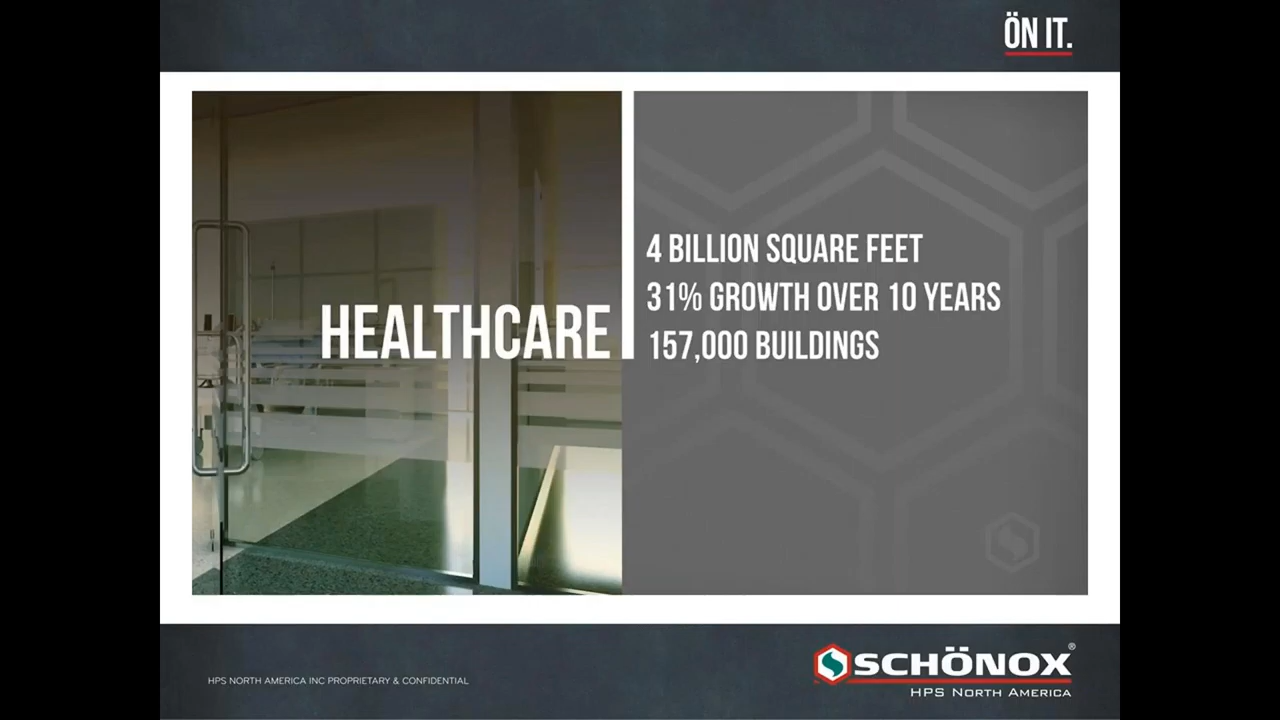 ÖN IT.
HEALTHCARE
4 BILLION SQUARE FEET
31% GROWTH OVER 10 YEARS
157,000 BUILDINGS
HPS NORTH AMERICA INC PROPRIETARY & CONFIDENTIAL
SCHÖNOX®
HPS NORTH AMERICA